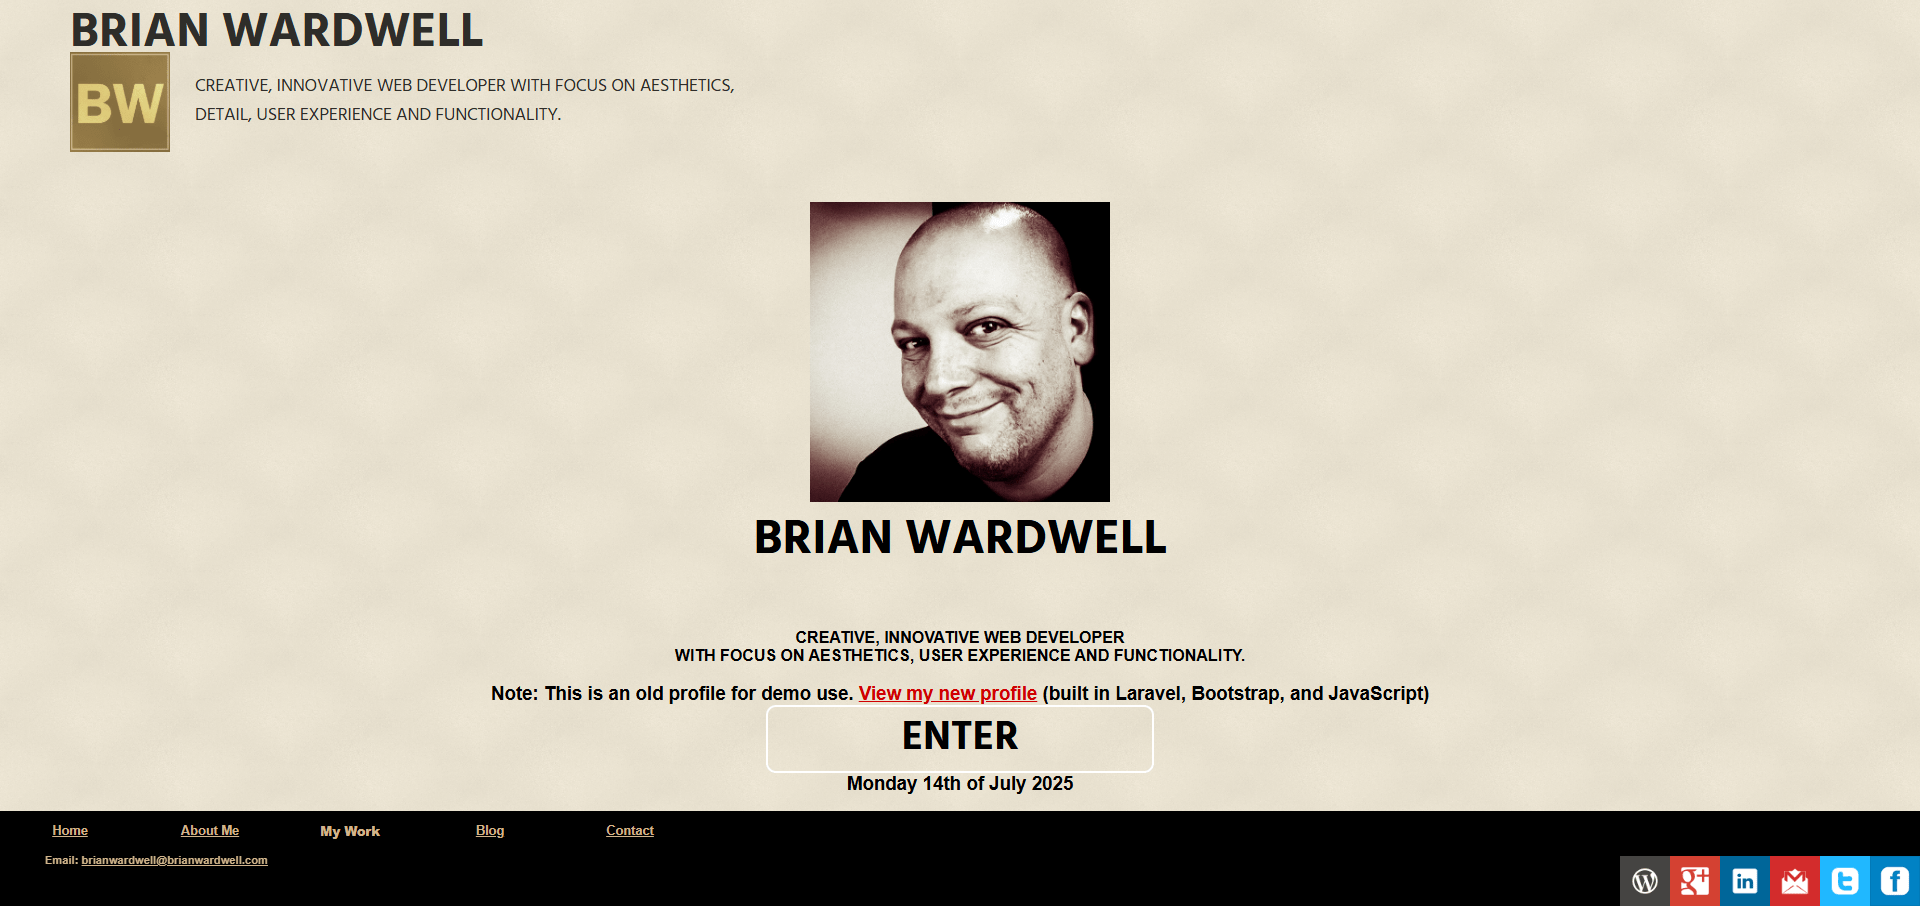 BRIAN WARDWELL
BW
CREATIVE, INNOVATIVE WEB DEVELOPER WITH FOCUS ON AESTHETICS,
DETAIL, USER EXPERIENCE AND FUNCTIONALITY.
BRIAN WARDWELL
CREATIVE, INNOVATIVE WEB DEVELOPER
WITH FOCUS ON AESTHETICS, USER EXPERIENCE AND FUNCTIONALITY.
Note: This is an old profile for demo use. View my new profile (built in Laravel, Bootstrap, and JavaScript)
ENTER
Monday 14th of July 2025
Home About Me My Work Blog Contact
Email: brianwardwell@brianwardwell.com